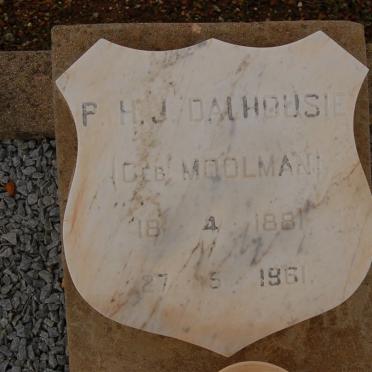 P. H. J. DALHOUSIE
(GEB. MOOLMAN)
18 4 1881
27 5 1961